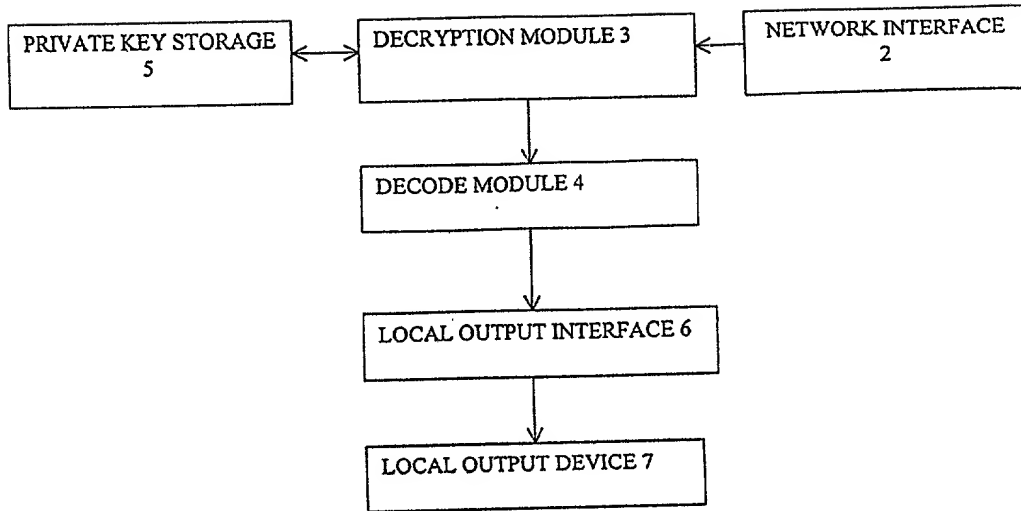 PRIVATE KEY STORAGE
5
DECRYPTION MODULE 3
NETWORK INTERFACE
2
DECODE MODULE 4
LOCAL OUTPUT INTERFACE 6
LOCAL OUTPUT DEVICE 7